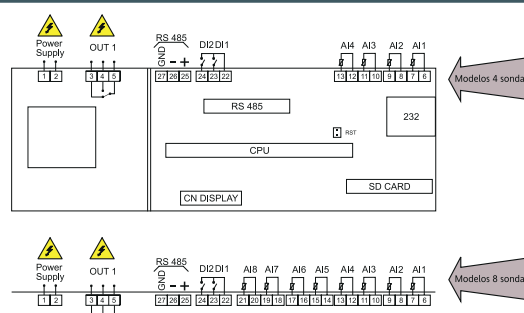 Power Supply
OUT 1
RS 485
GND - +
DI2 DI1
AI4 AI3 AI2 AI1
1 2
3 4 5
27 26 25 24 23 22
13 12 11 10 9 8 7 6
Modelos 4 sonda
RS 485
232
RST
CPU
SD CARD
CN DISPLAY
Power Supply
OUT 1
RS 485
GND - +
DI2 DI1
AI8 AI7 AI6 AI5 AI4 AI3 AI2 AI1
Modelos 8 sonda
1 2
3 4 5
27 26 25 24 23 22 21 20 19 18 17 16 15 14 13 12 11 10 9 8 7 6